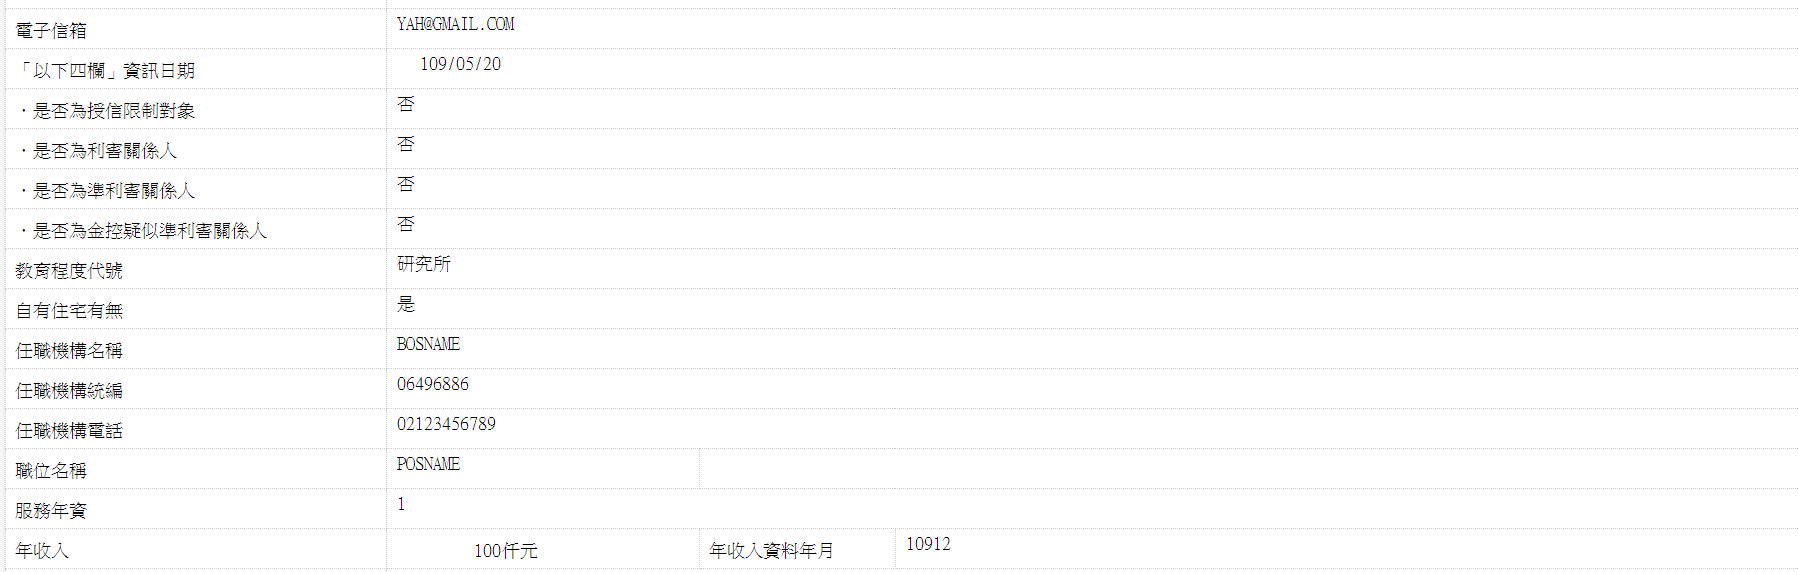 電子信箱 YAH@GMAIL.COM
「以下四欄」資訊日期 109/05/20
．是否為授信限制對象 否
．是否為利害關係人 否
．是否為準利害關係人 否
．是否為金控疑似準利害關係人 否
教育程度代號 研究所
自有住宅有無 是
任職機構名稱 BOSNAME
任職機構統編 06496886
任職機構電話 02123456789
職位名稱 POSNAME
服務年資 1
年收入 100仟元 年收入資料年月 10912